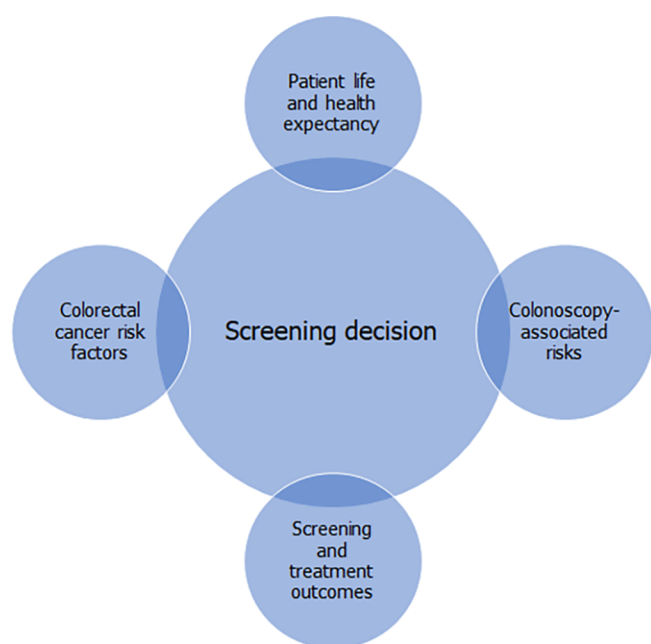 Patient life
and health
expectancy
Colorectal
cancer risk
factors
Screening decision
Colonoscopy-
associated
risks
Screening
and
treatment
outcomes